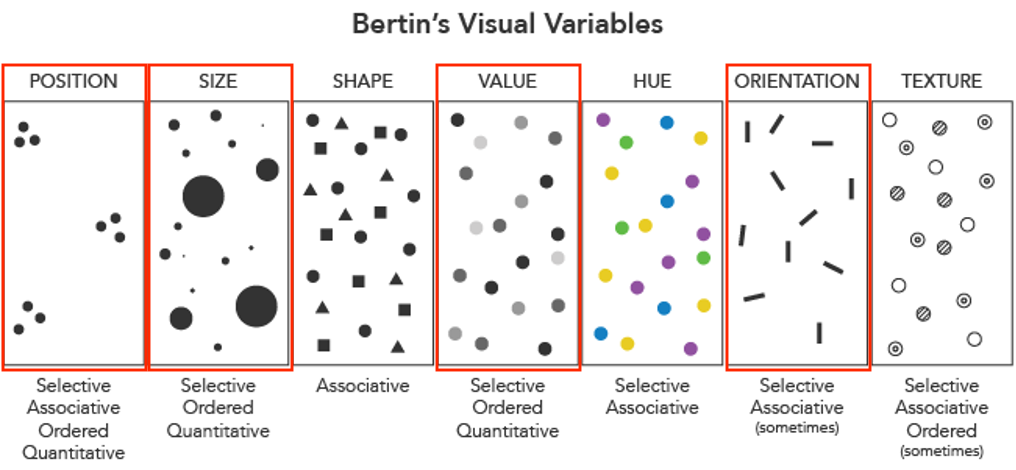 Bertin's Visual Variables
POSITION
SIZE
SHAPE
VALUE
HUE
ORIENTATION
TEXTURE
Selective
Associative
Ordered
Quantitative
Selective
Ordered
Quantitative
Associative
Selective
Ordered
Quantitative
Selective
Associative
Selective
Associative
(sometimes)
Selective
Associative
Ordered
(sometimes)